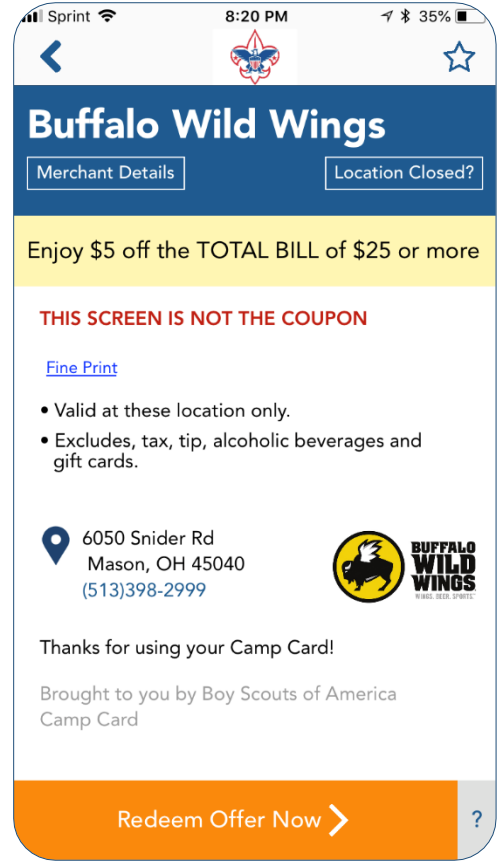 Sprint 8:20 PM 35%
Buffalo Wild Wings
Merchant Details Location Closed?
Enjoy $5 off the TOTAL BILL of $25 or more
THIS SCREEN IS NOT THE COUPON
Fine Print
• Valid at these location only.
• Excludes, tax, tip, alcoholic beverages and
gift cards.
6050 Snider Rd
Mason, OH 45040
(513)398-2999
BUFFALO
WILD
WINGS
WINGS. BEER. SPORTS.
Thanks for using your Camp Card!
Brought to you by Boy Scouts of America
Camp Card
Redeem Offer Now
?